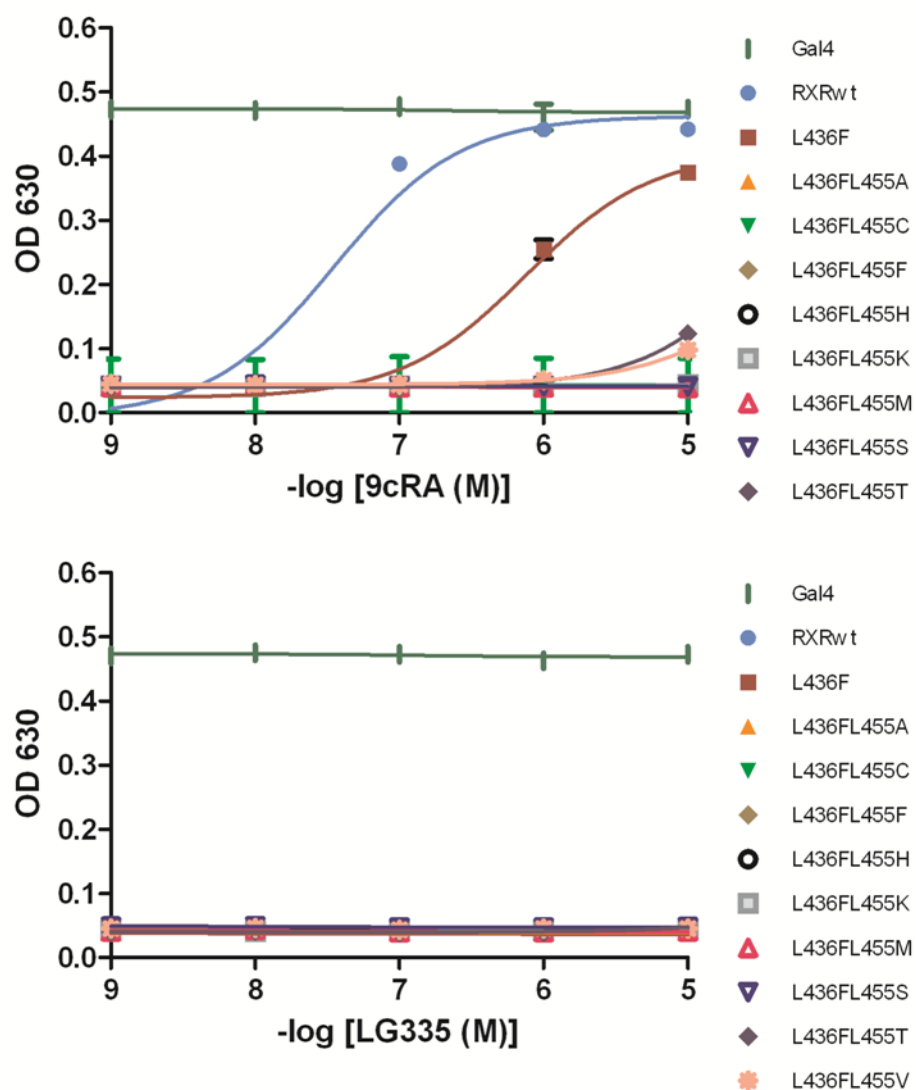 0.6
0.5
0.4
0.3
0.2
0.1
0.0
OD 630
9 8 7 6 5
-log [9cRA (M)]
Gal4
RXRwt
L436F
L436FL455A
L436FL455C
L436FL455F
L436FL455H
L436FL455K
L436FL455M
L436FL455S
L436FL455T
0.6
0.5
0.4
0.3
0.2
0.1
0.0
OD 630
9 8 7 6 5
-log [LG335 (M)]
Gal4
RXRwt
L436F
L436FL455A
L436FL455C
L436FL455F
L436FL455H
L436FL455K
L436FL455M
L436FL455S
L436FL455T
L436FL455V